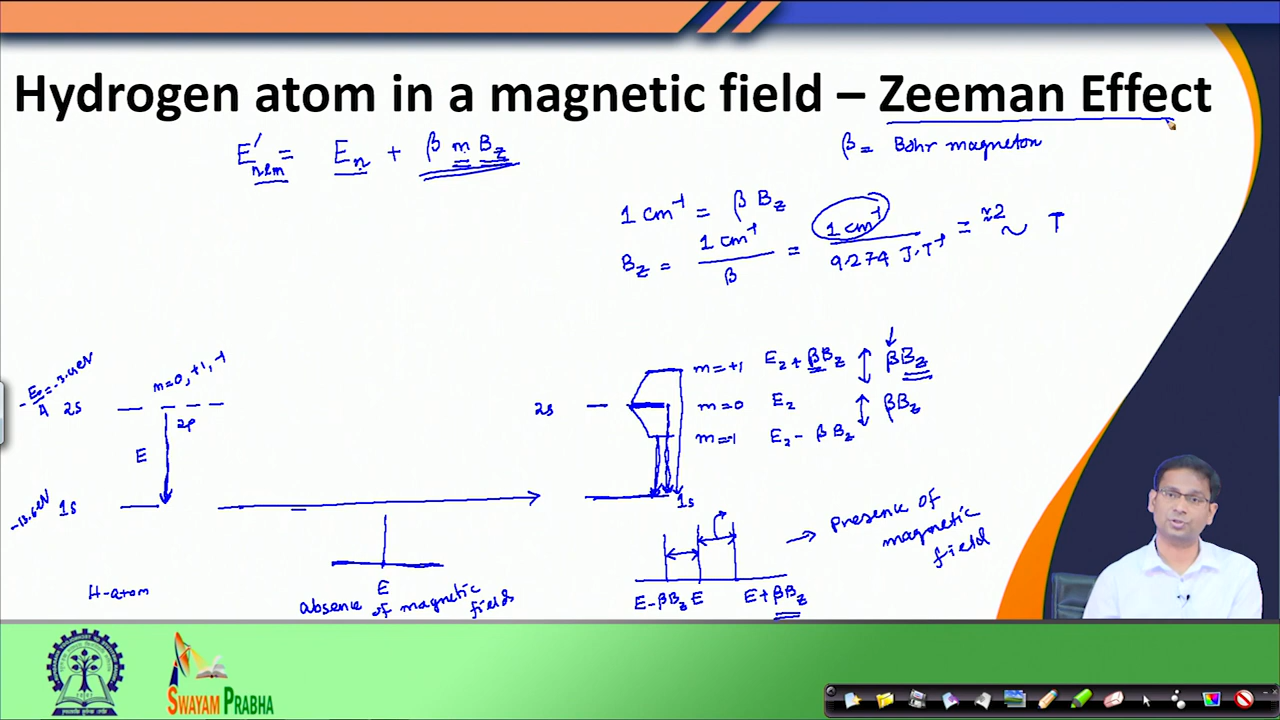 Hydrogen atom in a magnetic field – Zeeman Effect
E'nlm = En + β m Bz
β = Bohr magneton
1 cm⁻¹ = β Bz
Bz = 1 cm⁻¹ / β = 1 cm⁻¹ / 9.274 J.T⁻¹ = ~2 ~ T
m=0, +1, -1
2s
2p
E
-13.6eV 1s
H-atom
E
absence of magnetic fields
2s
m=+1 E₂ + βBz βBz
m=0 E₂ βBz
m=-1 E₂ - βBz
1s
E-βBz E E+βBz
→ Presence of magnetic field
SWAYAM PRABHA